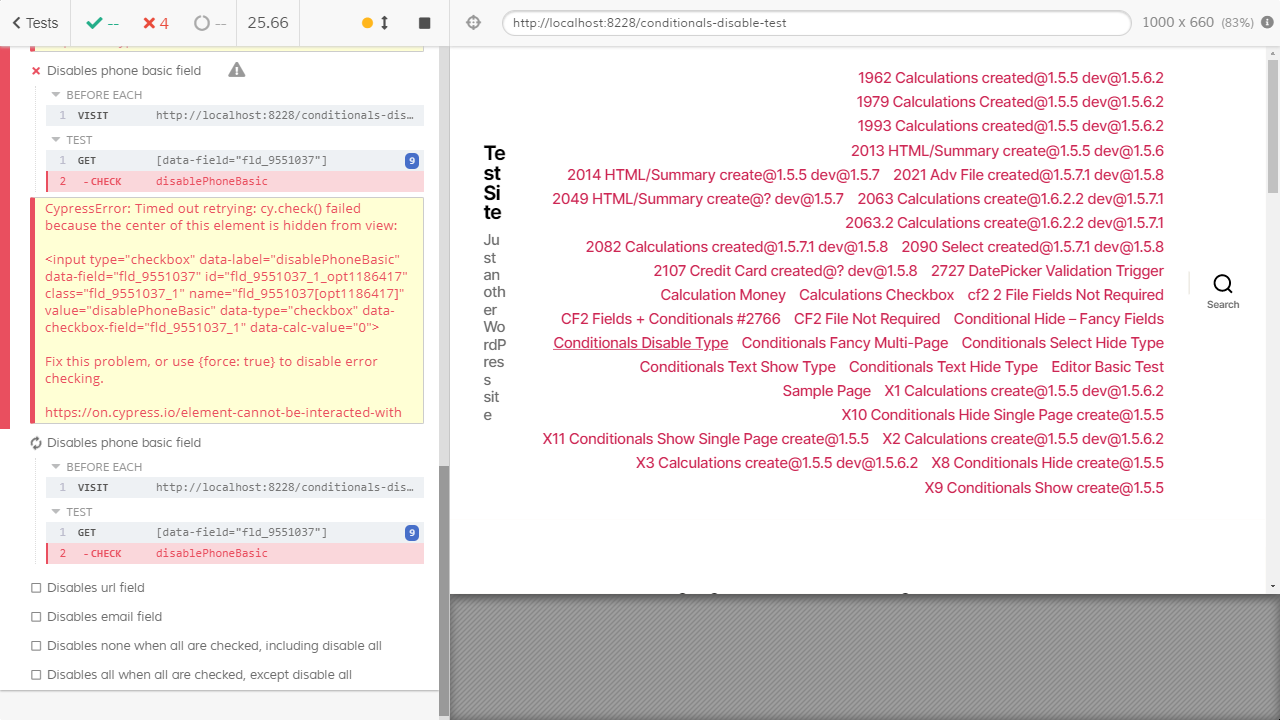 Tests
--
4
--
25.66
http://localhost:8228/conditionals-disable-test
1000 x 660 (83%)
Disables phone basic field
BEFORE EACH
1 VISIT http://localhost:8228/conditionals-dis…
TEST
1 GET [data-field="fld_9551037"] 9
2 -CHECK disablePhoneBasic
CypressError: Timed out retrying: cy.check() failed
because the center of this element is hidden from view:
<input type="checkbox" data-label="disablePhoneBasic"
data-field="fld_9551037" id="fld_9551037_1_opt1186417"
class="fld_9551037_1" name="fld_9551037[opt1186417]"
value="disablePhoneBasic" data-type="checkbox" data-
checkbox-field="fld_9551037_1" data-calc-value="0">
Fix this problem, or use {force: true} to disable error
checking.
https://on.cypress.io/element-cannot-be-interacted-with
Disables phone basic field
BEFORE EACH
1 VISIT http://localhost:8228/conditionals-dis…
TEST
1 GET [data-field="fld_9551037"] 9
2 -CHECK disablePhoneBasic
Disables url field
Disables email field
Disables none when all are checked, including disable all
Disables all when all are checked, except disable all
Te
st
Si
te
Ju
st
an
oth
er
Wo
rdP
res
s
sit
e
1962 Calculations created@1.5.5 dev@1.5.6.2
1979 Calculations Created@1.5.5 dev@1.5.6.2
1993 Calculations created@1.5.5 dev@1.5.6.2
2013 HTML/Summary create@1.5.5 dev@1.5.6
2014 HTML/Summary create@1.5.5 dev@1.5.7 2021 Adv File created@1.5.7.1 dev@1.5.8
2049 HTML/Summary create@? dev@1.5.7 2063 Calculations create@1.6.2.2 dev@1.5.7.1
2063.2 Calculations create@1.6.2.2 dev@1.5.7.1
2082 Calculations created@1.5.7.1 dev@1.5.8 2090 Select created@1.5.7.1 dev@1.5.8
2107 Credit Card created@? dev@1.5.8 2727 DatePicker Validation Trigger
Calculation Money Calculations Checkbox cf2 2 File Fields Not Required
CF2 Fields + Conditionals #2766 CF2 File Not Required Conditional Hide – Fancy Fields
Conditionals Disable Type Conditionals Fancy Multi-Page Conditionals Select Hide Type
Conditionals Text Show Type Conditionals Text Hide Type Editor Basic Test
Sample Page X1 Calculations create@1.5.5 dev@1.5.6.2
X10 Conditionals Hide Single Page create@1.5.5
X11 Conditionals Show Single Page create@1.5.5 X2 Calculations create@1.5.5 dev@1.5.6.2
X3 Calculations create@1.5.5 dev@1.5.6.2 X8 Conditionals Hide create@1.5.5
X9 Conditionals Show create@1.5.5
Search